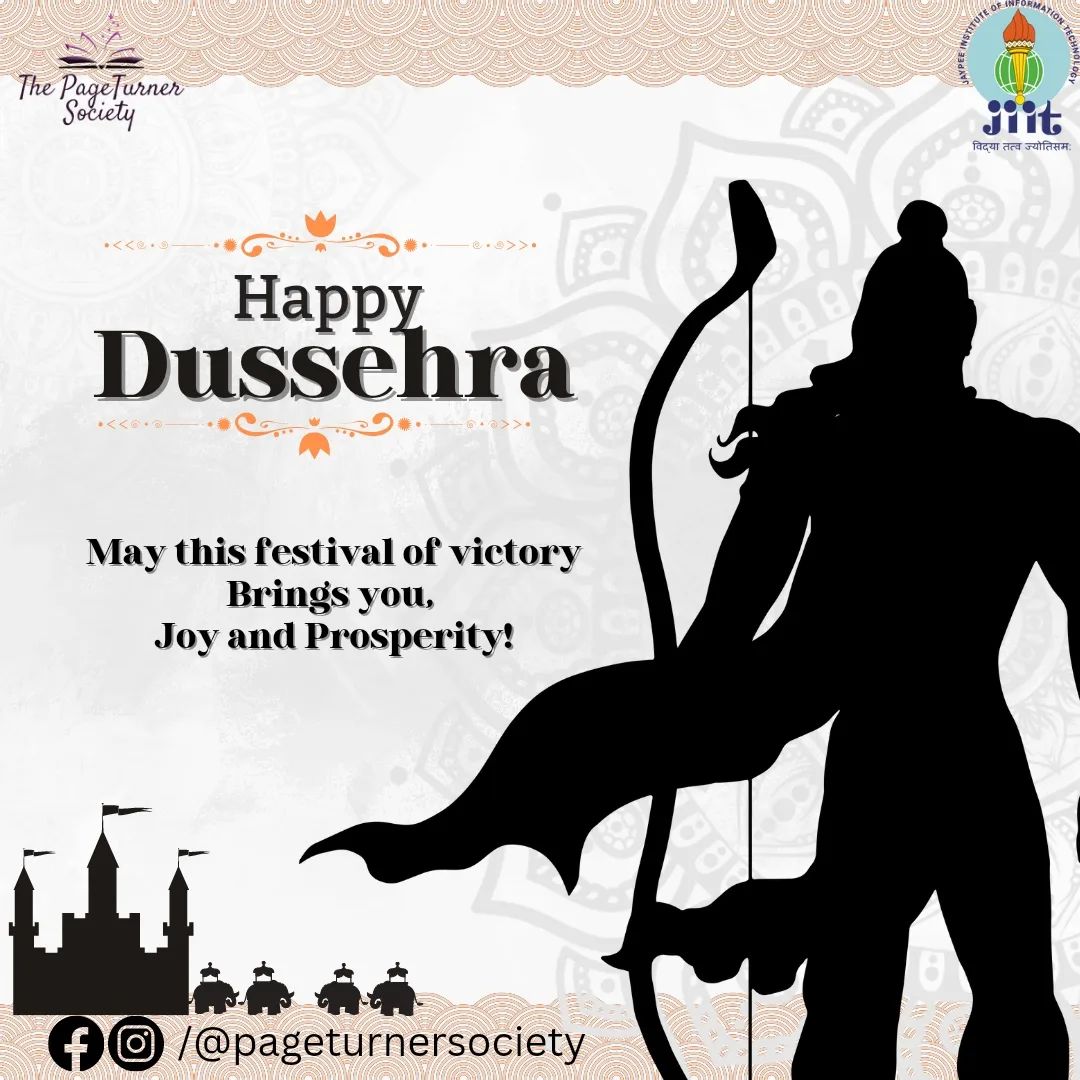 The PageTurner
Society
JAYPEE INSTITUTE OF INFORMATION TECHNOLOGY
jiit
विद्या तत्व ज्योतिसम:
Happy
Dussehra
May this festival of victory
Brings you,
Joy and Prosperity!
/@pageturnersociety